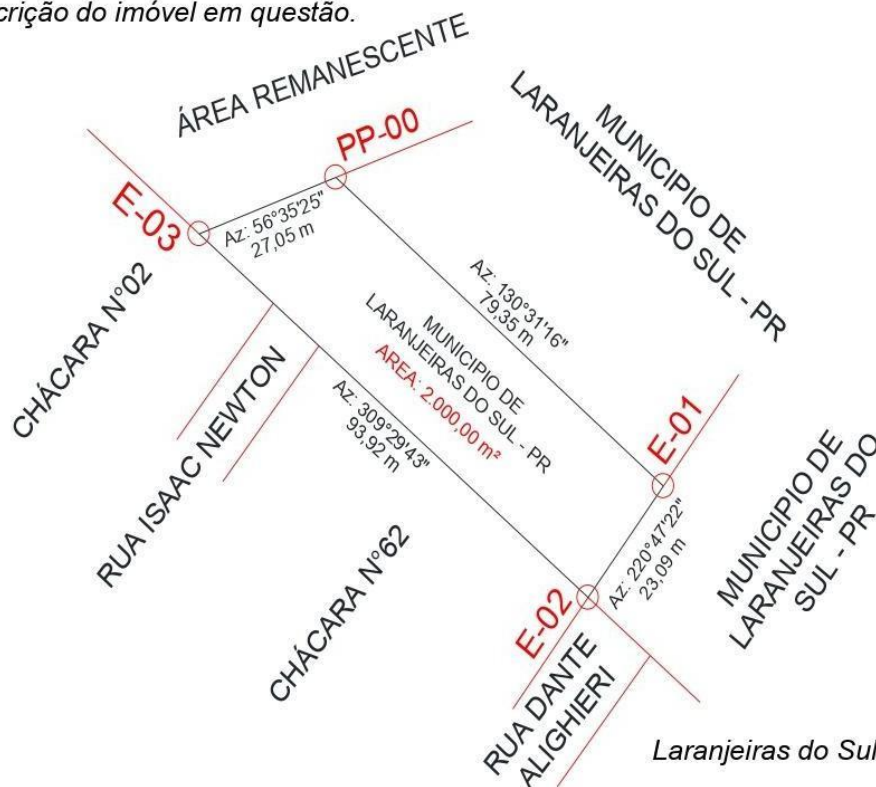 crição do imóvel em questão.
ÁREA REMANESCENTE
PP-00
MUNICIPIO DE
LARANJEIRAS DO SUL - PR
E-03
Az: 56°35'25"
27,05 m
CHÁCARA N°02
Az: 130°31'16"
79,35 m
MUNICIPIO DE
LARANJEIRAS DO SUL - PR
AREA: 2.000,00 m²
RUA ISAAC NEWTON
Az: 309°29'43"
93,92 m
E-01
MUNICIPIO DE
LARANJEIRAS DO
SUL - PR
Az: 220°47'22"
23,09 m
CHÁCARA N°62
E-02
RUA DANTE
ALIGHIERI
Laranjeiras do Sul